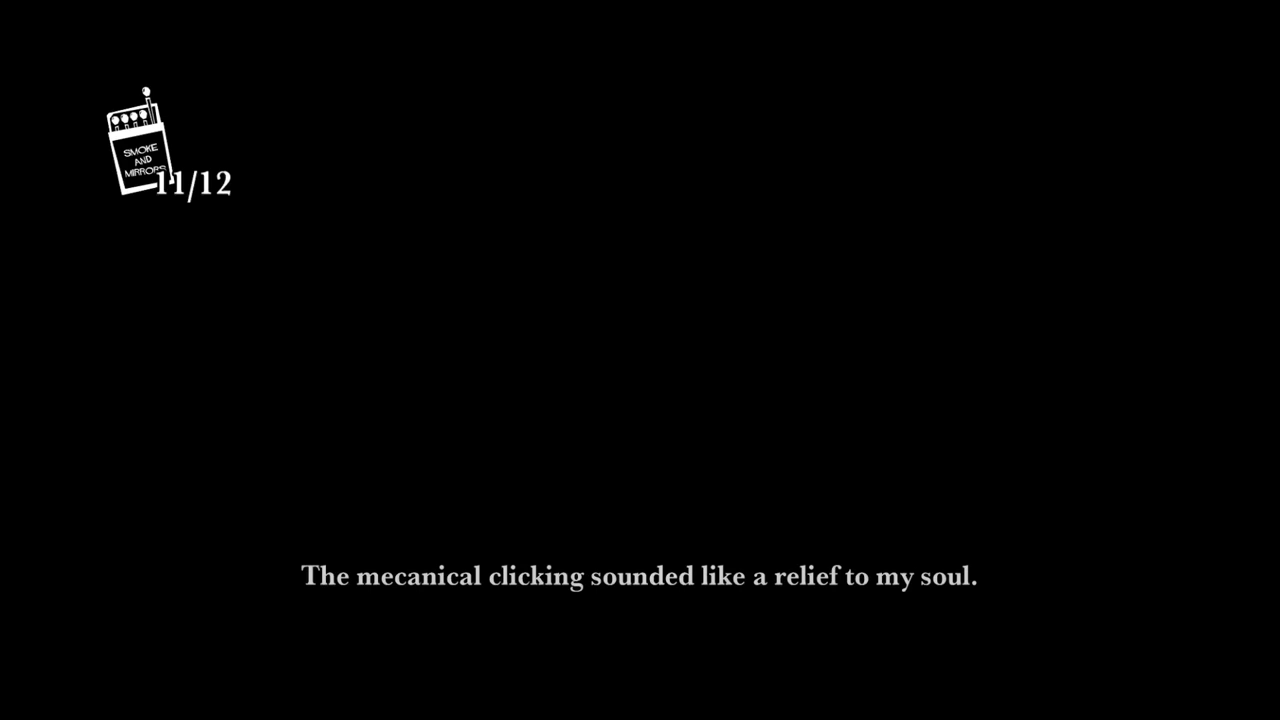 SMOKE
AND
MIRRORS
11/12
The mecanical clicking sounded like a relief to my soul.